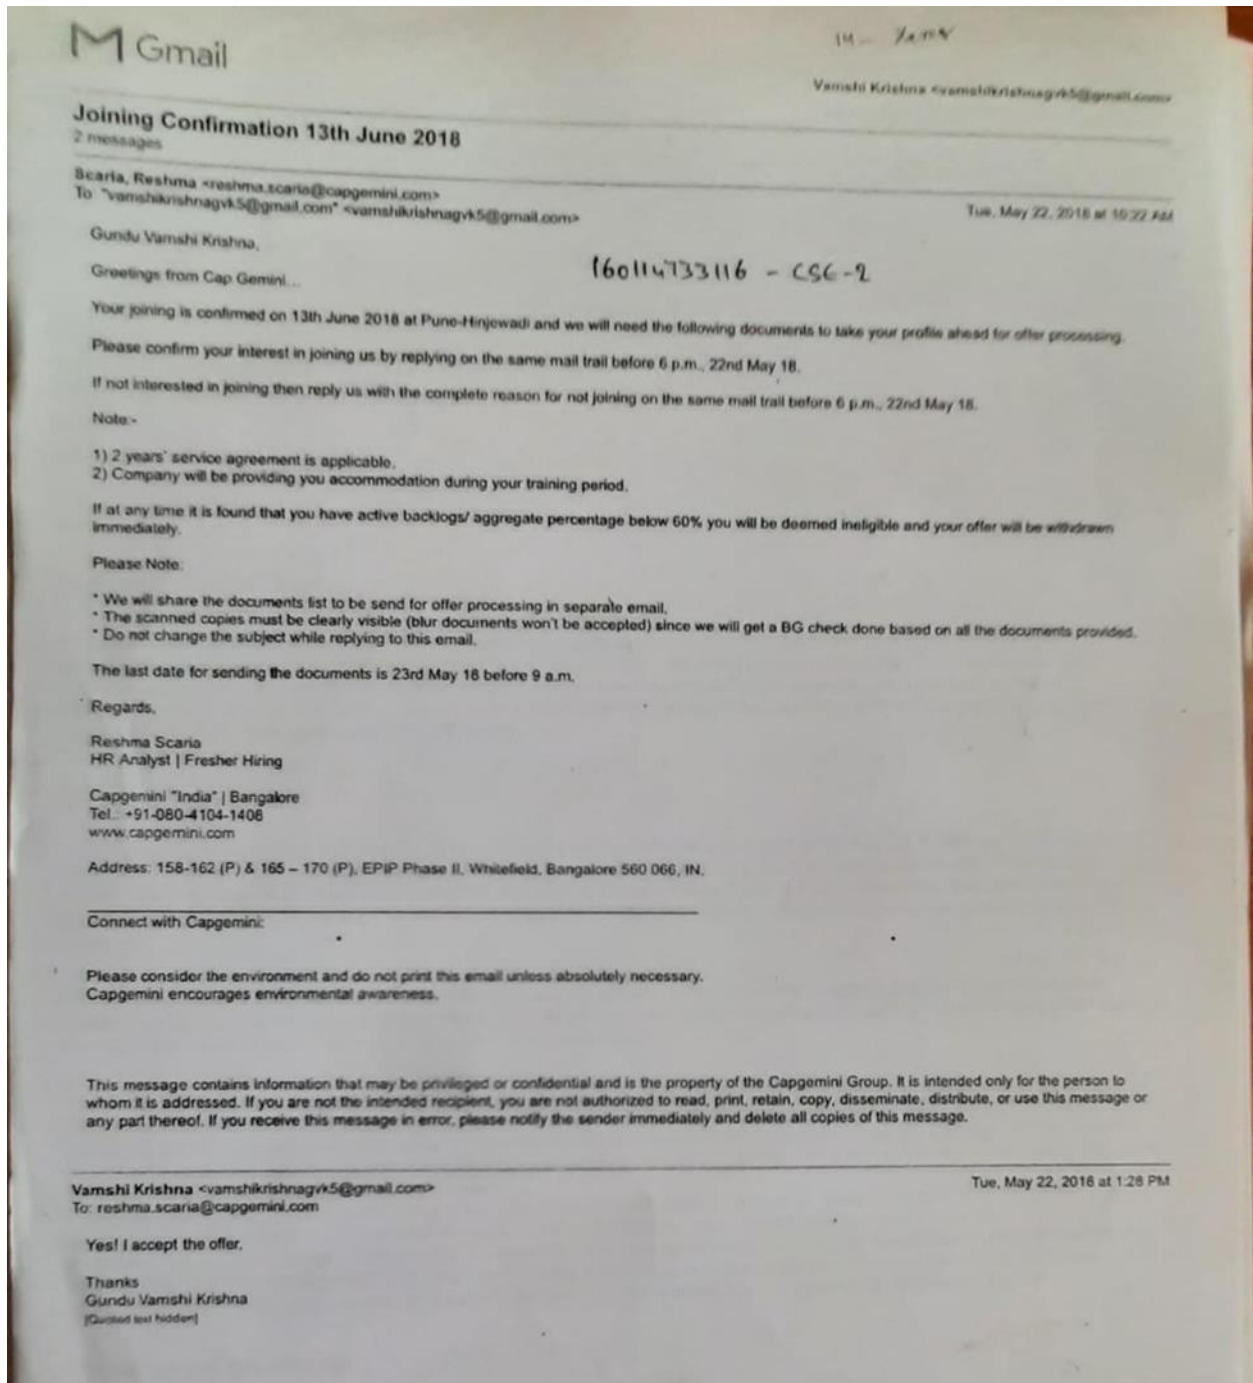 M Gmail
Vamshi Krishna <vamshikrishnagvk5@gmail.com>
Joining Confirmation 13th June 2018
2 messages
Scaria, Reshma <reshma.scaria@capgemini.com>
To: "vamshikrishnagvk5@gmail.com" <vamshikrishnagvk5@gmail.com>
Tue, May 22, 2018 at 10:22 AM
Gundu Vamshi Krishna,
Greetings from Cap Gemini...
160114733116 - CSE-2
Your joining is confirmed on 13th June 2018 at Pune-Hinjewadi and we will need the following documents to take your profile ahead for offer processing.
Please confirm your interest in joining us by replying on the same mail trail before 6 p.m., 22nd May 18.
If not interested in joining then reply us with the complete reason for not joining on the same mail trail before 6 p.m., 22nd May 18.
Note:-
1) 2 years' service agreement is applicable.
2) Company will be providing you accommodation during your training period.
If at any time it is found that you have active backlogs/ aggregate percentage below 60% you will be deemed ineligible and your offer will be withdrawn
immediately.
Please Note:
* We will share the documents list to be send for offer processing in separate email.
* The scanned copies must be clearly visible (blur documents won't be accepted) since we will get a BG check done based on all the documents provided.
* Do not change the subject while replying to this email.
The last date for sending the documents is 23rd May 18 before 9 a.m.
Regards,
Reshma Scaria
HR Analyst | Fresher Hiring
Capgemini "India" | Bangalore
Tel.: +91-080-4104-1408
www.capgemini.com
Address: 158-162 (P) & 165 – 170 (P), EPIP Phase II, Whitefield, Bangalore 560 066, IN.
Connect with Capgemini:
Please consider the environment and do not print this email unless absolutely necessary.
Capgemini encourages environmental awareness.
This message contains information that may be privileged or confidential and is the property of the Capgemini Group. It is intended only for the person to
whom it is addressed. If you are not the intended recipient, you are not authorized to read, print, retain, copy, disseminate, distribute, or use this message or
any part thereof. If you receive this message in error, please notify the sender immediately and delete all copies of this message.
Vamshi Krishna <vamshikrishnagvk5@gmail.com>
To: reshma.scaria@capgemini.com
Tue, May 22, 2018 at 1:28 PM
Yes! I accept the offer.
Thanks
Gundu Vamshi Krishna
[Quoted text hidden]